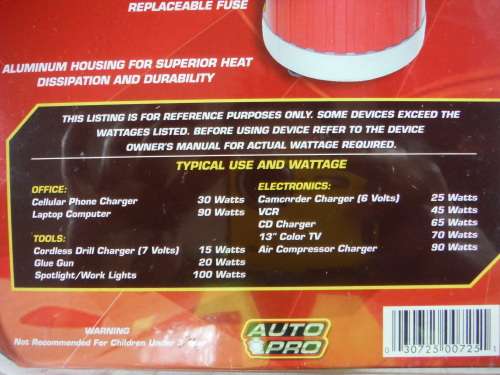 REPLACEABLE FUSE
ALUMINUM HOUSING FOR SUPERIOR HEAT
DISSIPATION AND DURABILITY
THIS LISTING IS FOR REFERENCE PURPOSES ONLY. SOME DEVICES EXCEED THE
WATTAGES LISTED. BEFORE USING DEVICE REFER TO THE DEVICE
OWNER'S MANUAL FOR ACTUAL WATTAGE REQUIRED.
TYPICAL USE AND WATTAGE
OFFICE:
Cellular Phone Charger 30 Watts
Laptop Computer 90 Watts
TOOLS:
Cordless Drill Charger (7 Volts) 15 Watts
Glue Gun 20 Watts
Spotlight/Work Lights 100 Watts
ELECTRONICS:
Camcorder Charger (6 Volts) 25 Watts
VCR 45 Watts
CD Charger 65 Watts
13" Color TV 70 Watts
Air Compressor Charger 90 Watts
WARNING
Not Recommended For Children Under 3 Year
AUTO
PRO
0 30725 00725 1